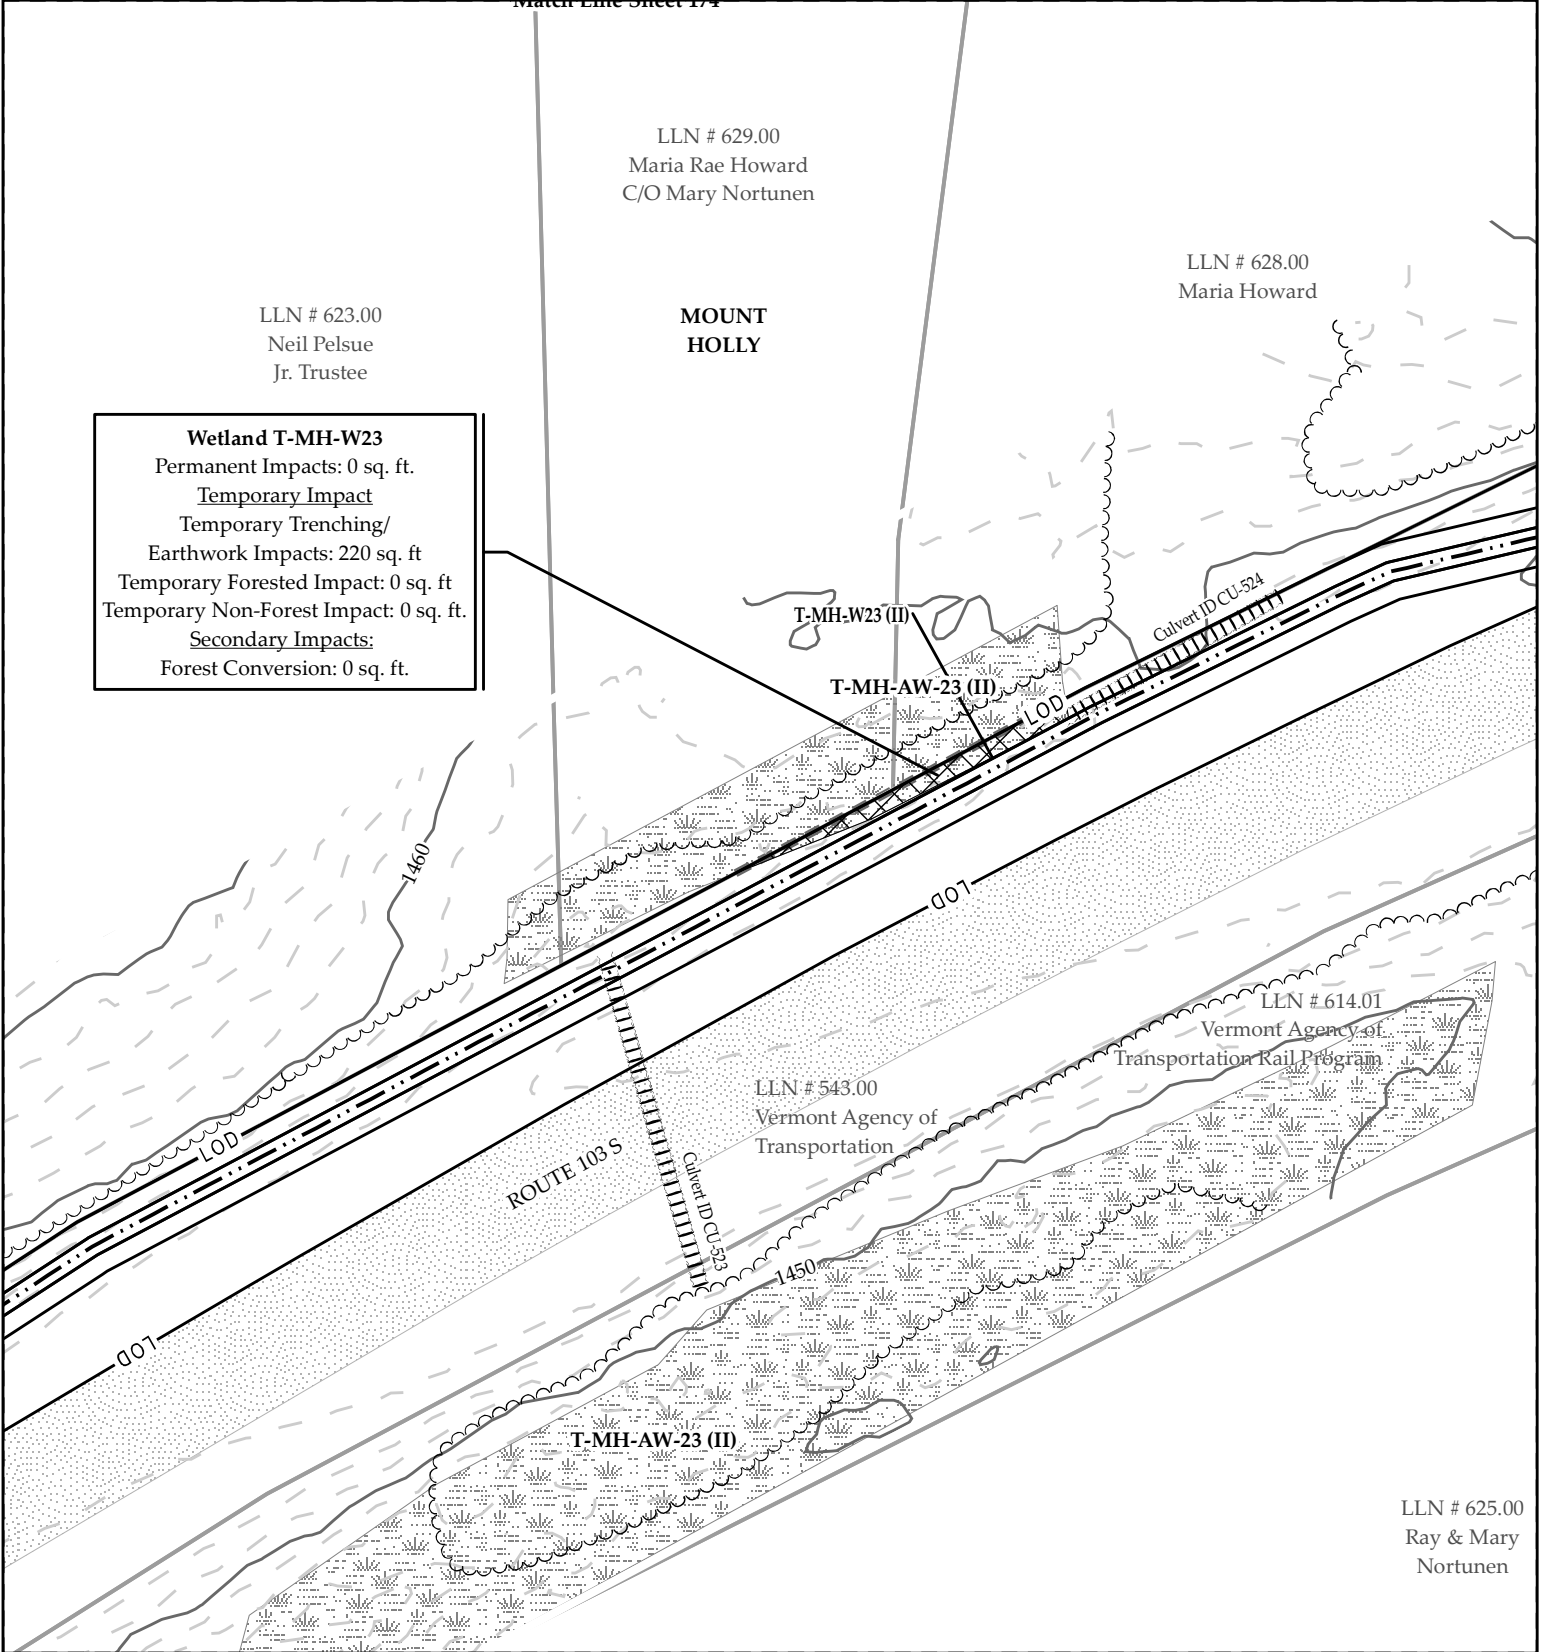 Match Line Sheet 174
LLN # 629.00
Maria Rae Howard
C/O Mary Nortunen
LLN # 628.00
Maria Howard
LLN # 623.00
Neil Pelsue
Jr. Trustee
MOUNT
HOLLY
Wetland T-MH-W23
Permanent Impacts: 0 sq. ft.
Temporary Impact
Temporary Trenching/
Earthwork Impacts: 220 sq. ft
Temporary Forested Impact: 0 sq. ft
Temporary Non-Forest Impact: 0 sq. ft.
Secondary Impacts:
Forest Conversion: 0 sq. ft.
Culvert ID CU-524
T-MH-W23 (II)
T-MH-AW-23 (II)
LOD
1460
LOD
LLN # 614.01
Vermont Agency of
Transportation Rail Program
LLN # 543.00
Vermont Agency of
Transportation
LOD
ROUTE 103 S
Culvert ID CU-523
1450
LOD
T-MH-AW-23 (II)
LLN # 625.00
Ray & Mary
Nortunen